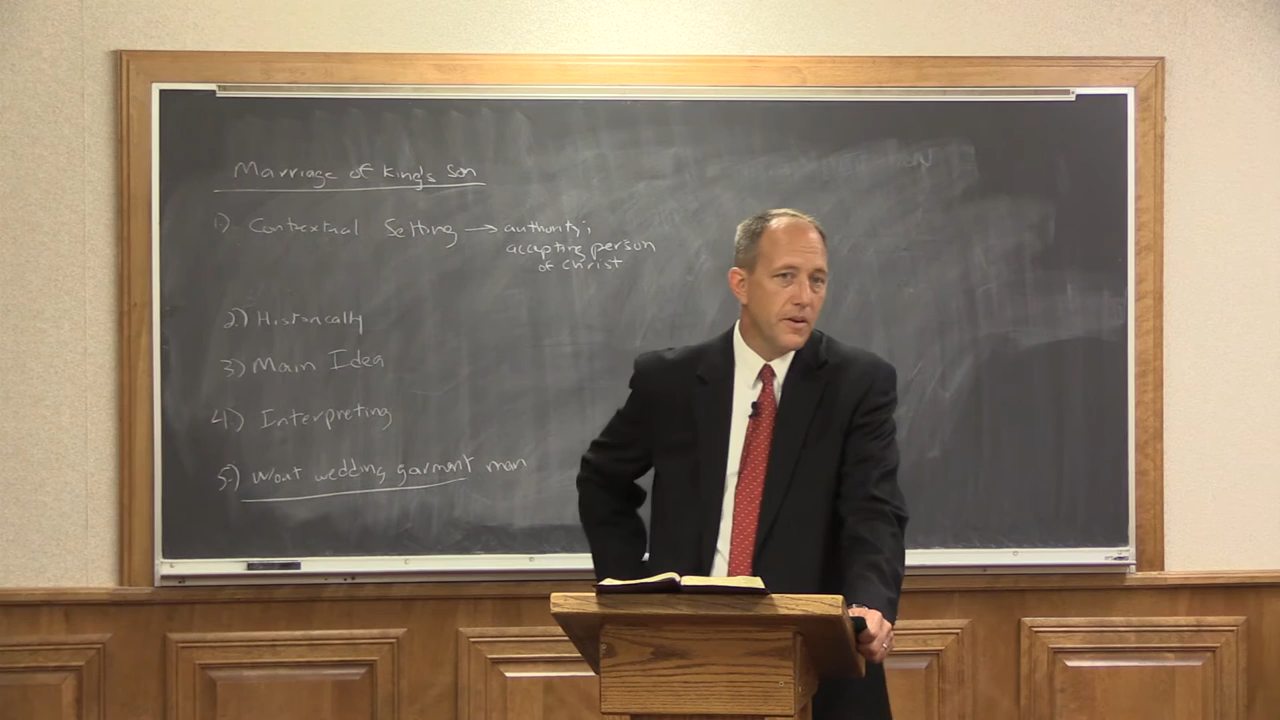 Marriage of King's Son
1.) Contextual Setting → authority;
accepting person
of Christ
2.) Historically
3.) Main Idea
4.) Interpreting
5.) W/out wedding garment man